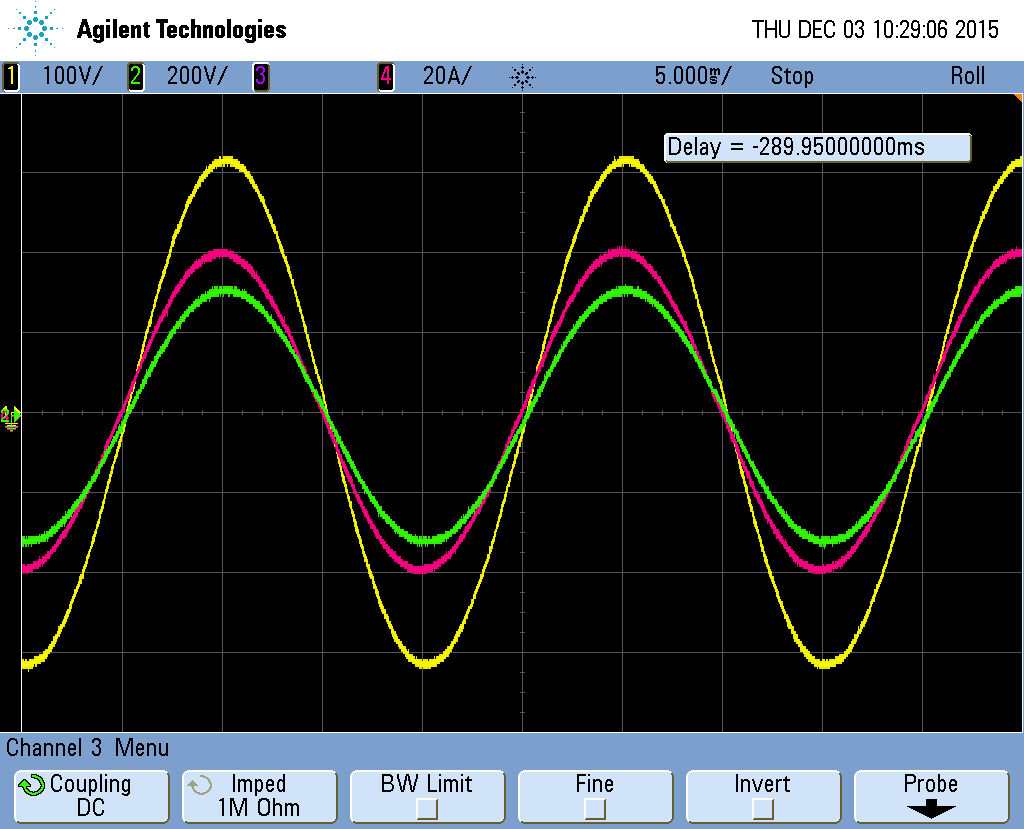 Agilent Technologies THU DEC 03 10:29:06 2015
1 100V/ 2 200V/ 3 4 20A/ 5.000ms/ Stop Roll
Delay = -289.95000000ms
Channel 3 Menu
Coupling Imped BW Limit Fine Invert Probe
DC 1M Ohm